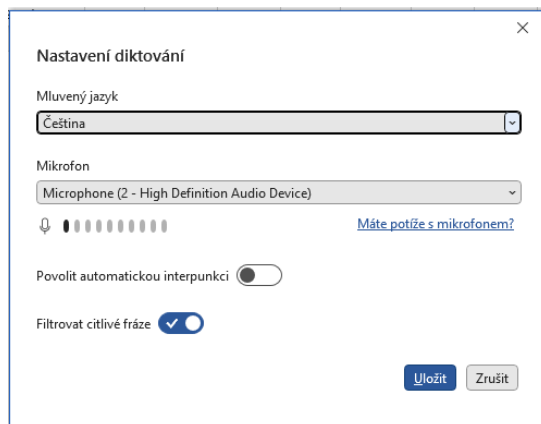 Nastavení diktování
Mluvený jazyk
Čeština
Mikrofon
Microphone (2 - High Definition Audio Device)
Máte potíže s mikrofonem?
Povolit automatickou interpunkci
Filtrovat citlivé fráze
Uložit
Zrušit